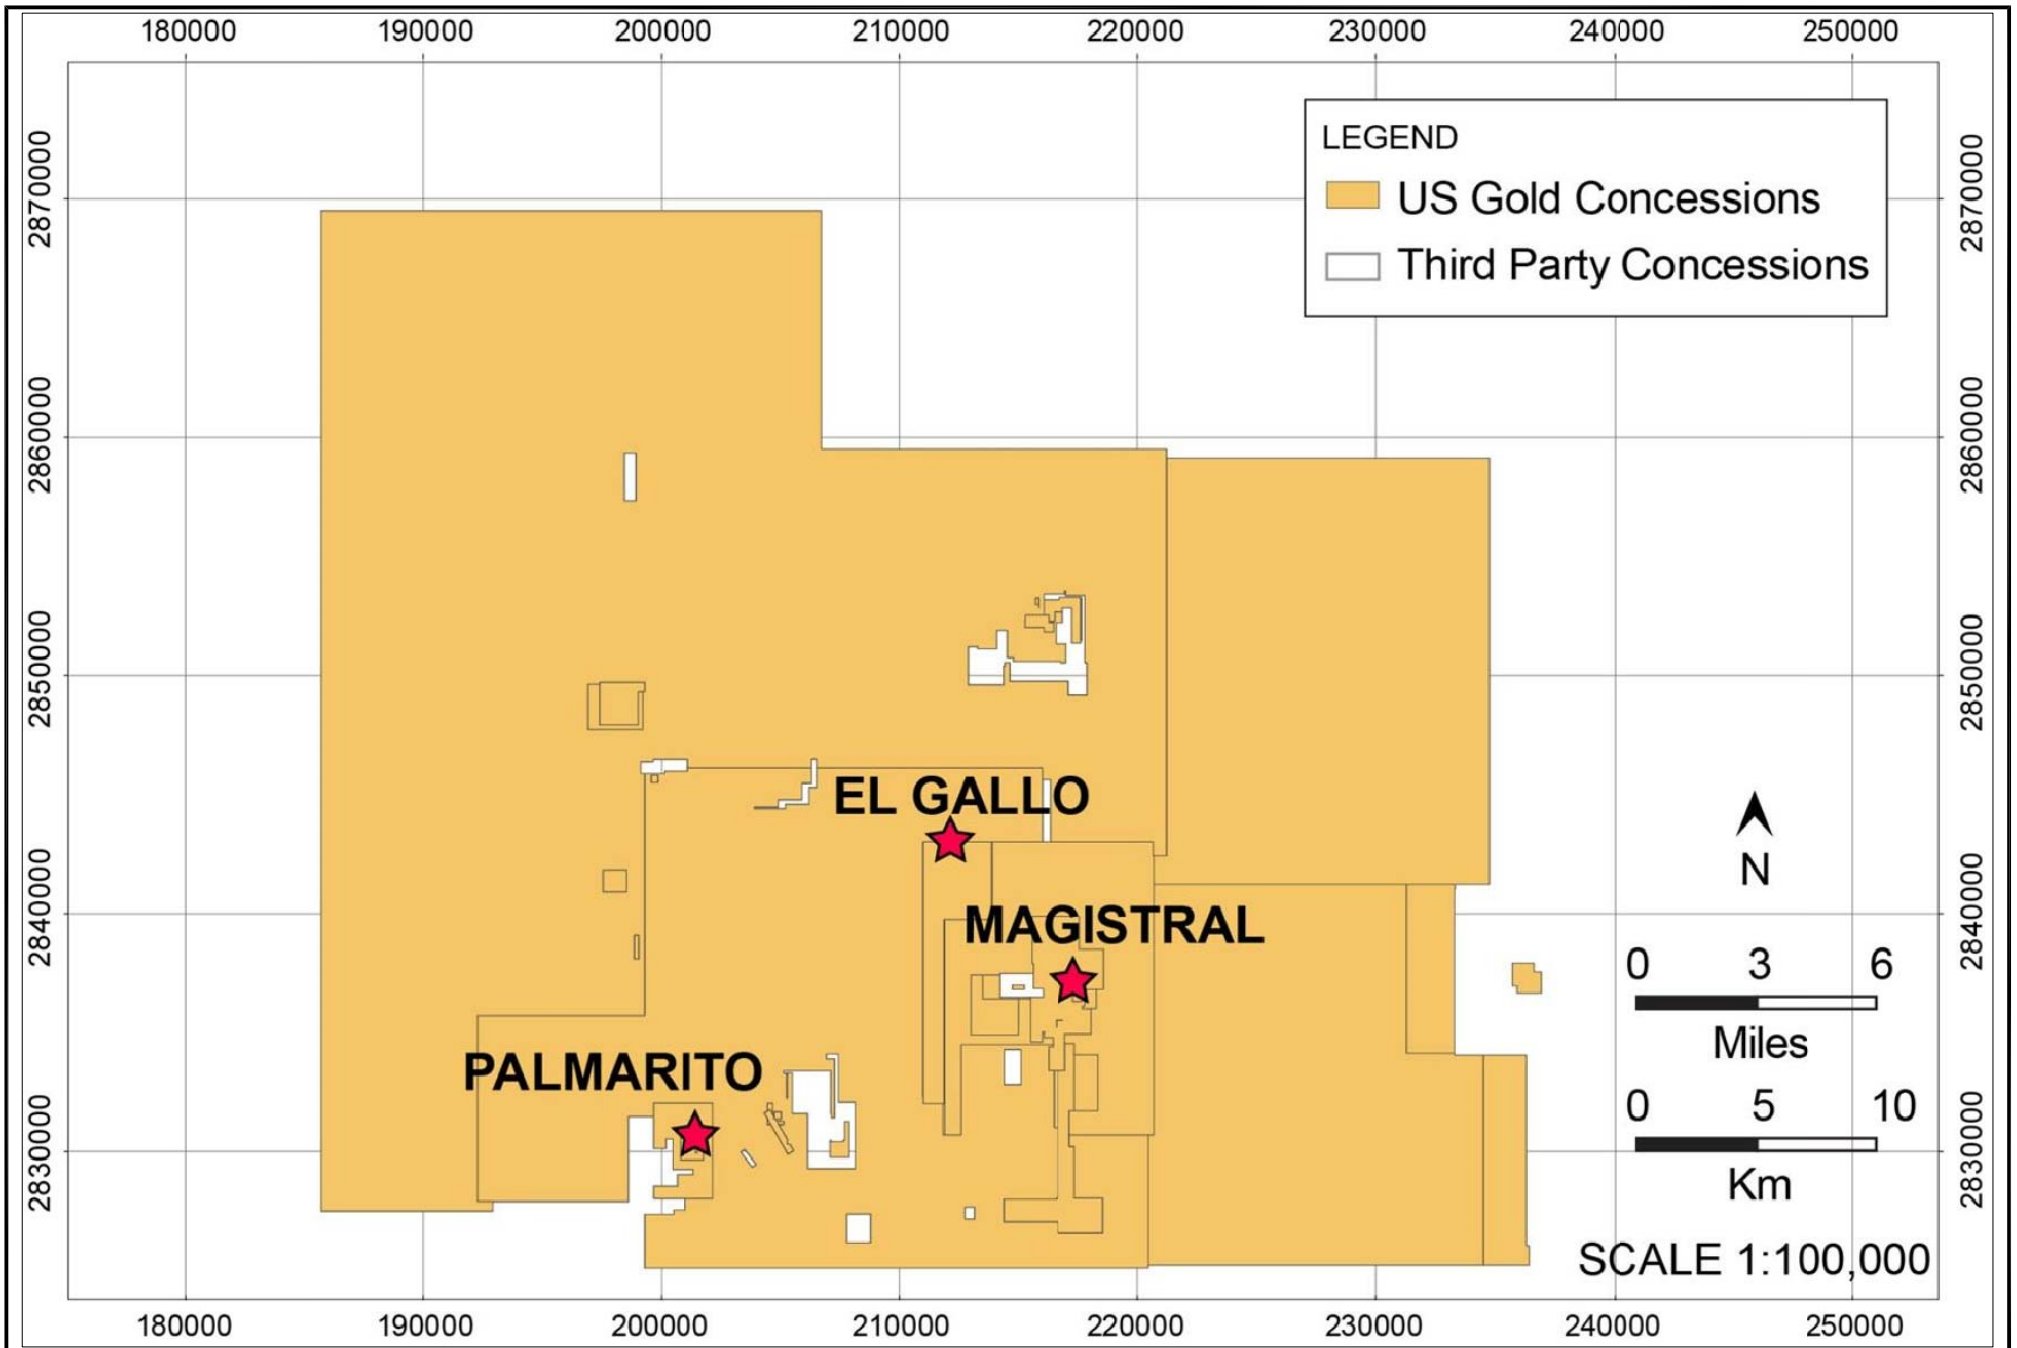 180000 190000 200000 210000 220000 230000 240000 250000
LEGEND
US Gold Concessions
Third Party Concessions
2870000 2870000
2860000 2860000
2850000 2850000
EL GALLO
N
2840000 2840000
MAGISTRAL
0 3 6
Miles
PALMARITO
0 5 10
2830000 2830000
Km
SCALE 1:100,000
180000 190000 200000 210000 220000 230000 240000 250000